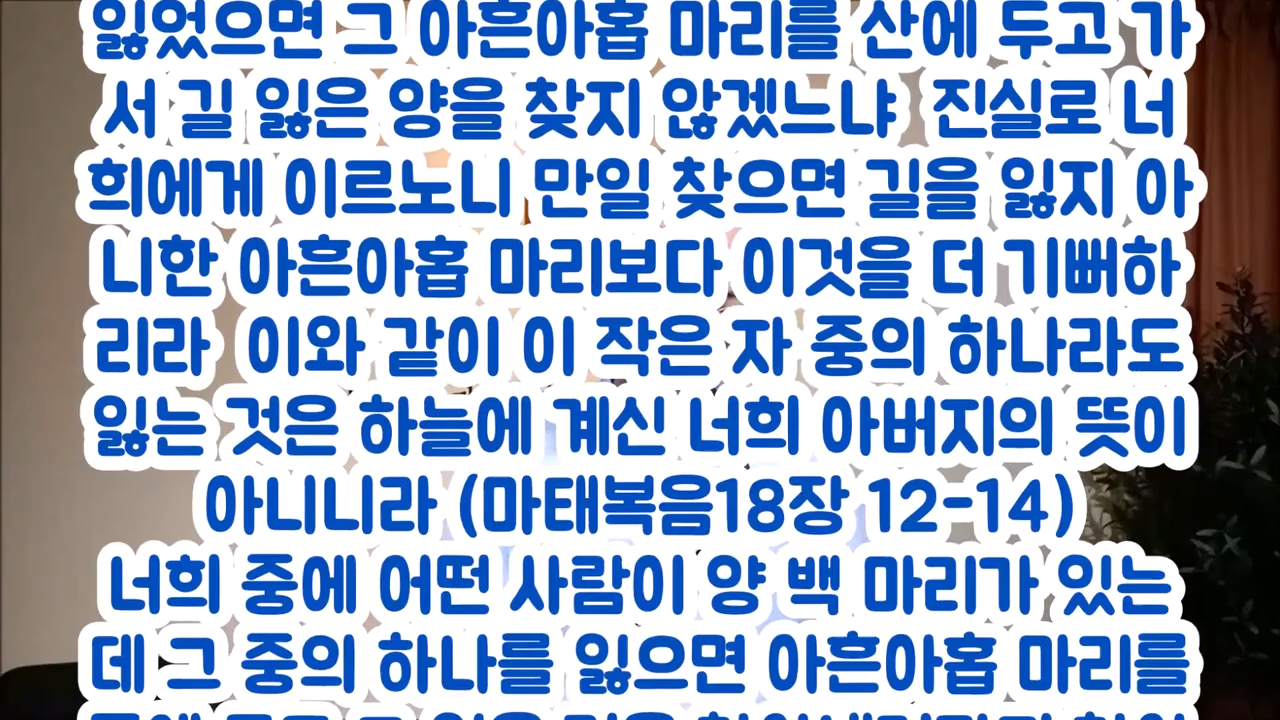 잃었으면 그 아흔아홉 마리를 산에 두고 가
서 길 잃은 양을 찾지 않겠느냐  진실로 너
희에게 이르노니 만일 찾으면 길을 잃지 아
니한 아흔아홉 마리보다 이것을 더 기뻐하
리라  이와 같이 이 작은 자 중의 하나라도
잃는 것은 하늘에 계신 너희 아버지의 뜻이
아니니라 (마태복음18장 12-14)
너희 중에 어떤 사람이 양 백 마리가 있는
데 그 중의 하나를 잃으면 아흔아홉 마리를